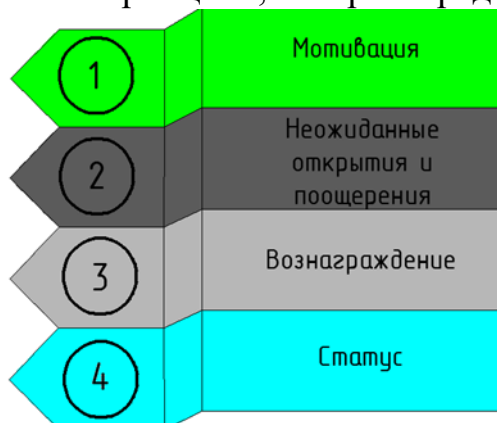 1
Мотивация
2
Неожиданные
открытия и
поощерения
3
Вознаграждение
4
Статус